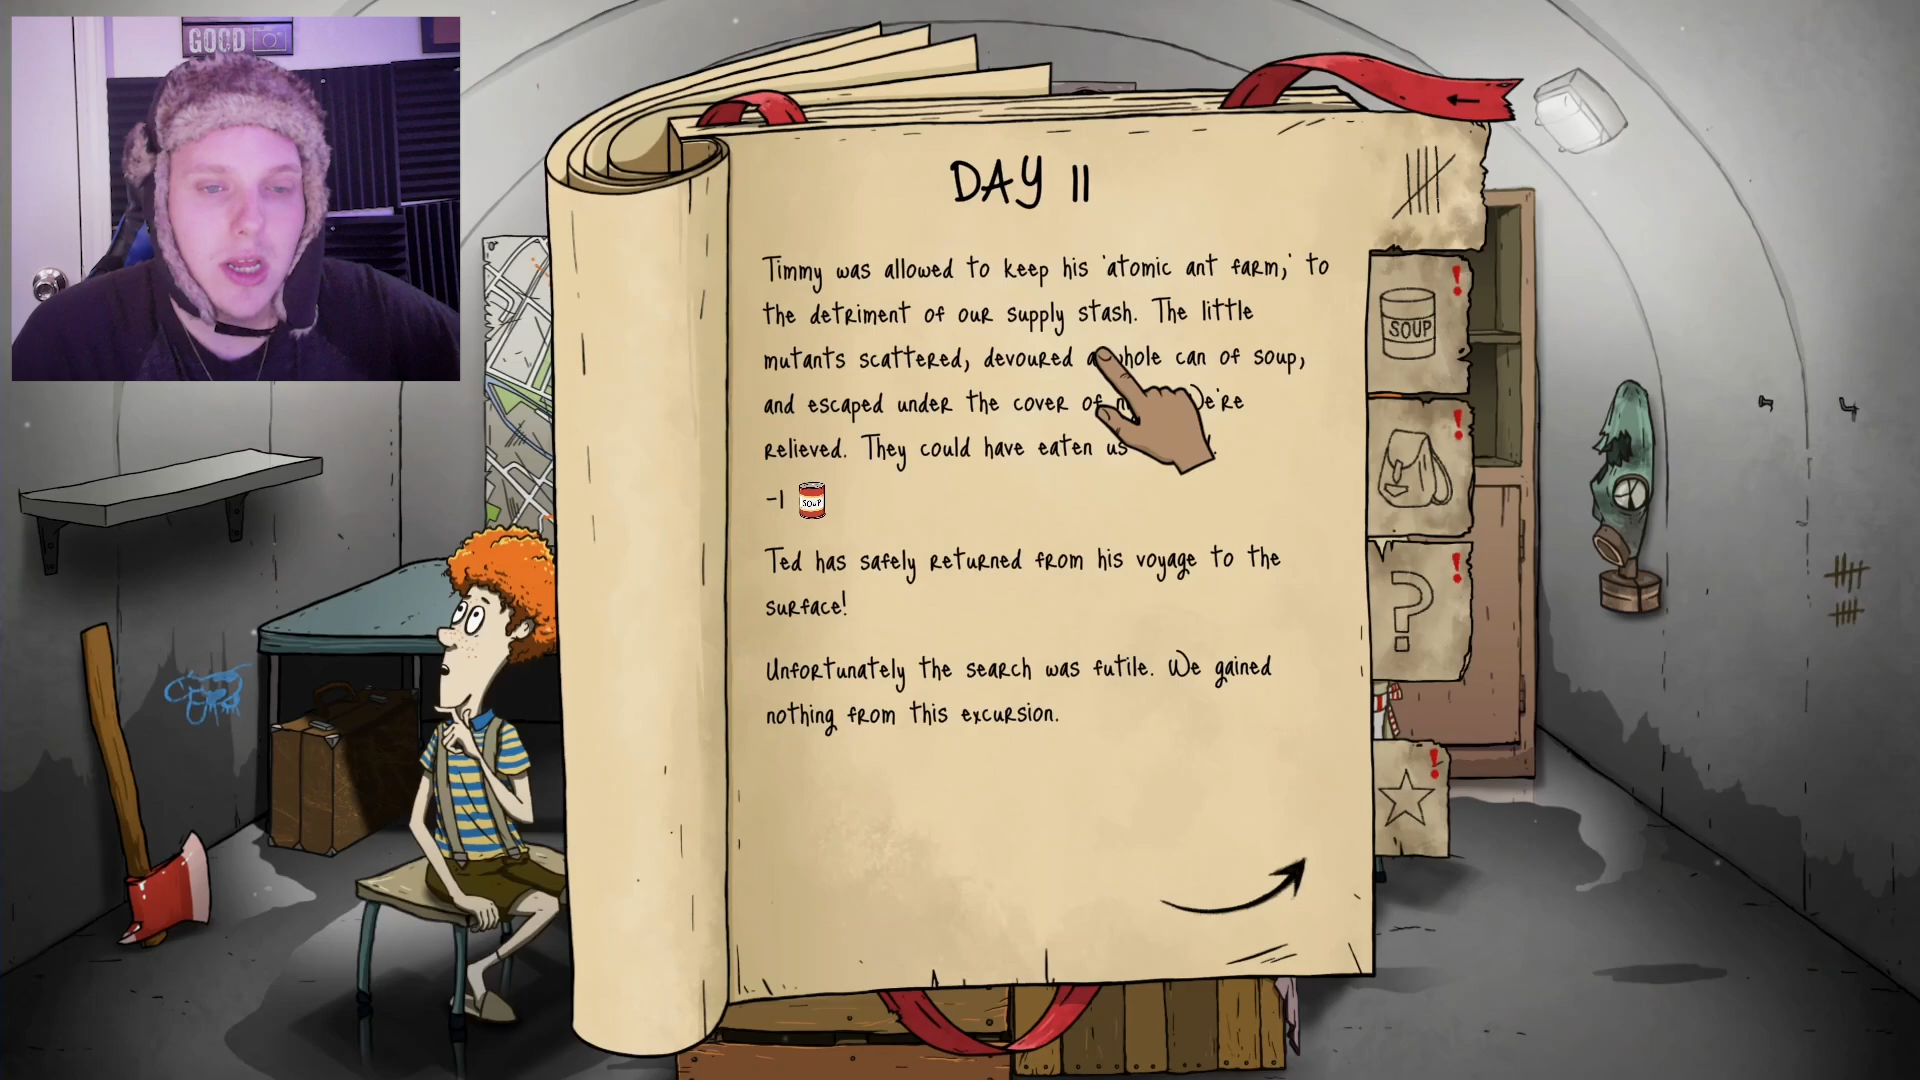 GOOD
DAY 11
Timmy was allowed to keep his 'atomic ant farm,' to
the detriment of our supply stash. The little
mutants scattered, devoured a whole can of soup,
and escaped under the cover of We're
relieved. They could have eaten us
-1 SOUP
Ted has safely returned from his voyage to the
surface!
Unfortunately the search was futile. We gained
nothing from this excursion.
SOUP